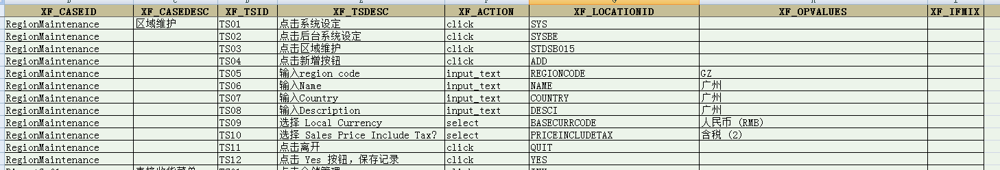 XF_CASEID XF_CASEDESC XF_TSID XF_TSDESC XF_ACTION XF_LOCATIONID XF_OPVALUES XF_IFMIX
RegionMaintenance 区域维护 TS01 点击系统设定 click SYS
RegionMaintenance TS02 点击后台系统设定 click SYSBE
RegionMaintenance TS03 点击区域维护 click STDSB015
RegionMaintenance TS04 点击新增按钮 click ADD
RegionMaintenance TS05 输入region code input_text REGIONCODE GZ
RegionMaintenance TS06 输入Name input_text NAME 广州
RegionMaintenance TS07 输入Country input_text COUNTRY 广州
RegionMaintenance TS08 输入Description input_text DESCI 广州
RegionMaintenance TS09 选择 Local Currency select BASECURRCODE 人民币 (RMB)
RegionMaintenance TS10 选择 Sales Price Include Tax? select PRICEINCLUDETAX 含税 (2)
RegionMaintenance TS11 点击离开 click QUIT
RegionMaintenance TS12 点击 Yes 按钮，保存记录 click YES